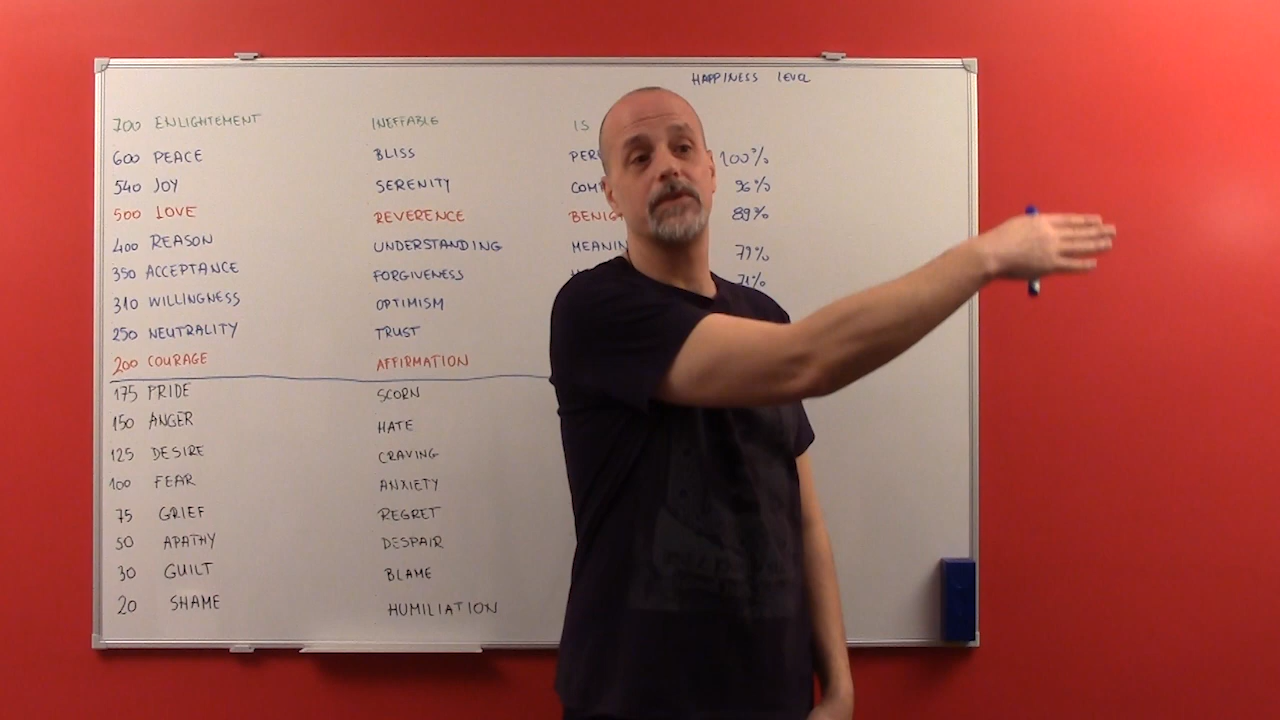 HAPPINESS LEVEL
700 ENLIGHTEMENT INEFFABLE IS
600 PEACE BLISS 100%
540 JOY SERENITY 96%
500 LOVE REVERENCE 89%
400 REASON UNDERSTANDING 79%
350 ACCEPTANCE FORGIVENESS 71%
310 WILLINGNESS OPTIMISM
250 NEUTRALITY TRUST
200 COURAGE AFFIRMATION
175 PRIDE SCORN
150 ANGER HATE
125 DESIRE CRAVING
100 FEAR ANXIETY
75 GRIEF REGRET
50 APATHY DESPAIR
30 GUILT BLAME
20 SHAME HUMILIATION